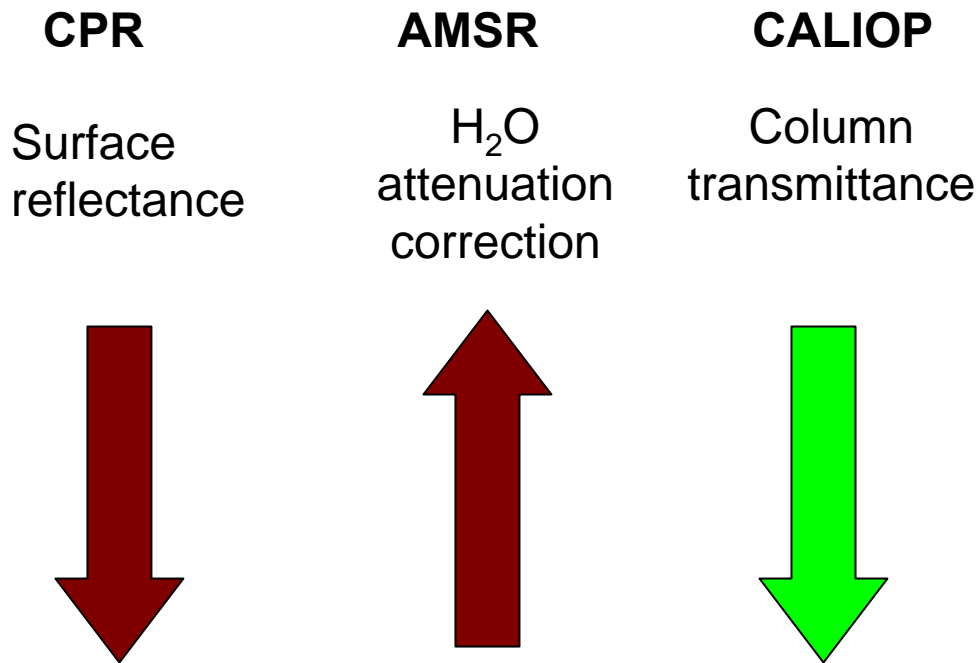 CPR
Surface
reflectance
AMSR
H₂O
attenuation
correction
CALIOP
Column
transmittance